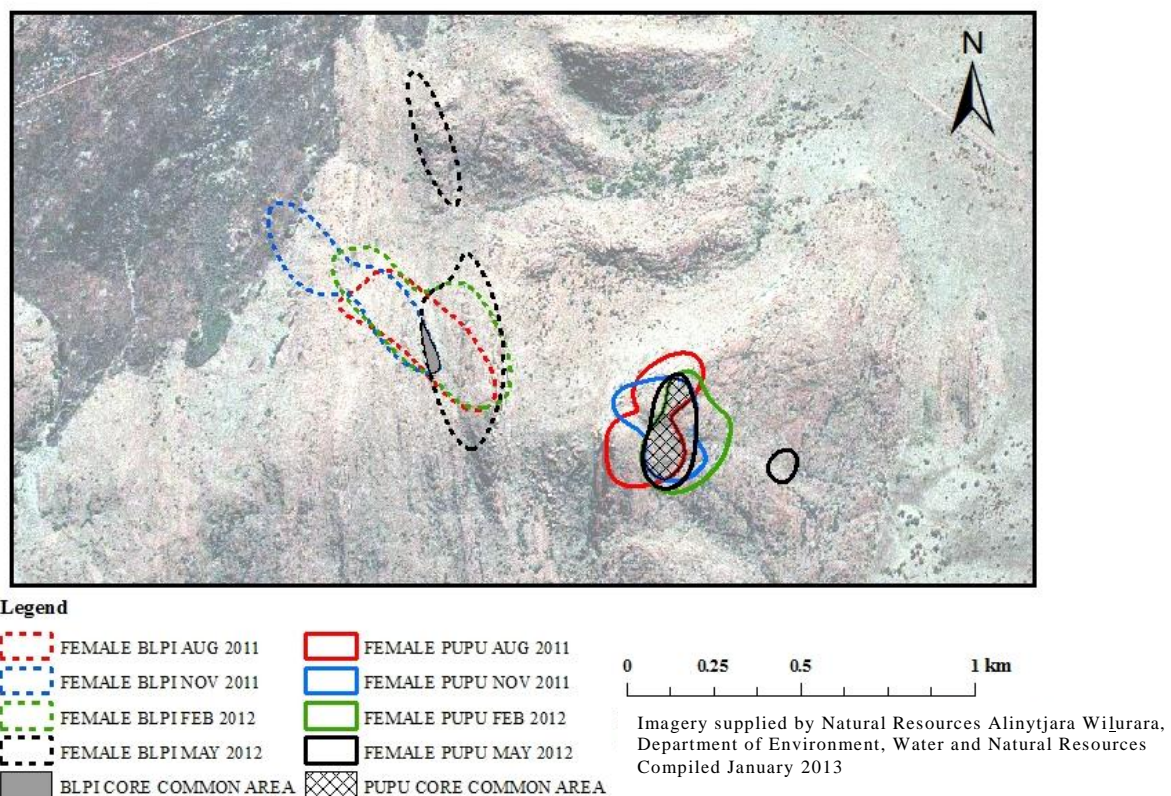 N
Legend
FEMALE BLPI AUG 2011
FEMALE BLPI NOV 2011
FEMALE BLPI FEB 2012
FEMALE BLPI MAY 2012
BLPI CORE COMMON AREA
FEMALE PUPU AUG 2011
FEMALE PUPU NOV 2011
FEMALE PUPU FEB 2012
FEMALE PUPU MAY 2012
PUPU CORE COMMON AREA
0 0.25 0.5 1 km
Imagery supplied by Natural Resources Alinytjara Wilurara,
Department of Environment, Water and Natural Resources
Compiled January 2013